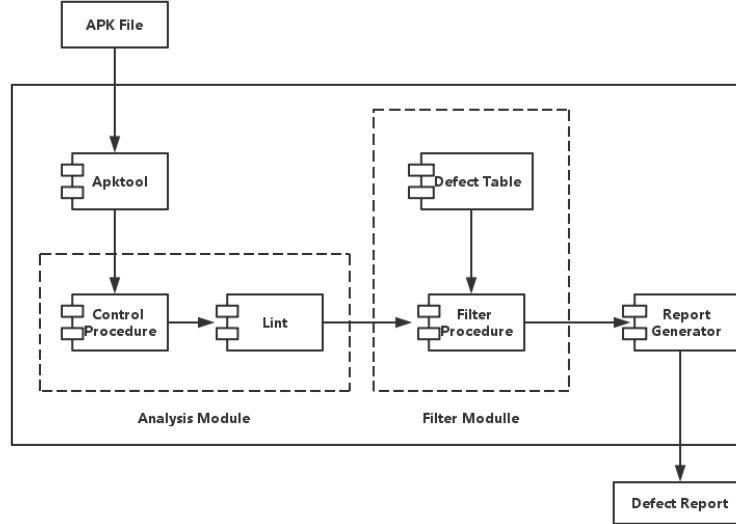 APK File
Apktool
Defect Table
Control
Procedure
Lint
Filter
Procedure
Report
Generator
Analysis Module
Filter Modulle
Defect Report